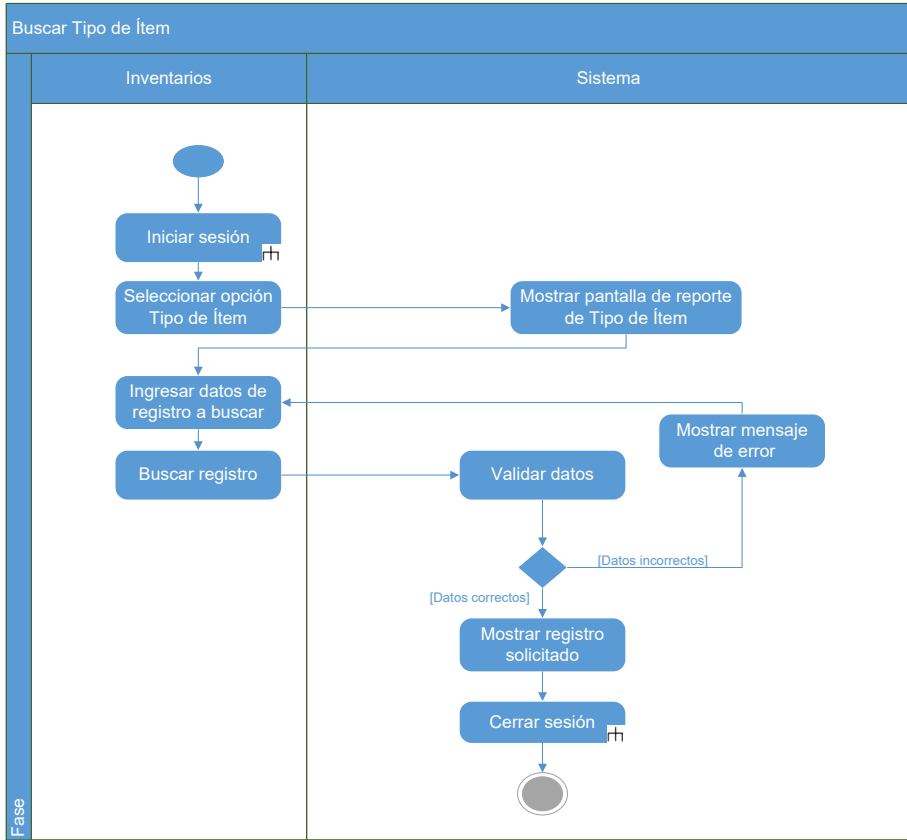 Buscar Tipo de Ítem
Inventarios
Sistema
Iniciar sesión
Seleccionar opción
Tipo de Ítem
Mostrar pantalla de reporte
de Tipo de Ítem
Ingresar datos de
registro a buscar
Mostrar mensaje
de error
Buscar registro
Validar datos
[Datos incorrectos]
[Datos correctos]
Mostrar registro
solicitado
Cerrar sesión
Fase